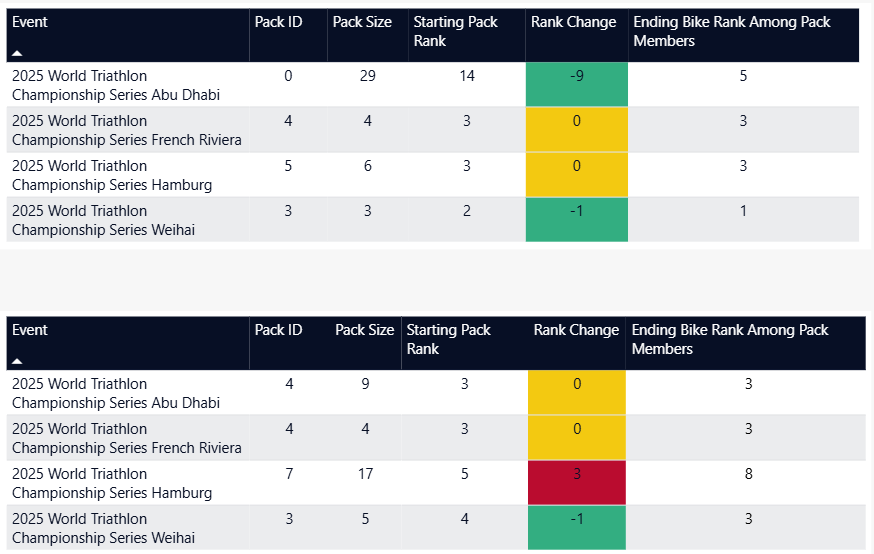 Event Pack ID Pack Size Starting Pack Rank Change Ending Bike Rank Among Pack
Rank Members
2025 World Triathlon 0 29 14 -9 5
Championship Series Abu Dhabi
2025 World Triathlon 4 4 3 0 3
Championship Series French Riviera
2025 World Triathlon 5 6 3 0 3
Championship Series Hamburg
2025 World Triathlon 3 3 2 -1 1
Championship Series Weihai
Event Pack ID Pack Size Starting Pack Rank Change Ending Bike Rank Among Pack
Rank Members
2025 World Triathlon 4 9 3 0 3
Championship Series Abu Dhabi
2025 World Triathlon 4 4 3 0 3
Championship Series French Riviera
2025 World Triathlon 7 17 5 3 8
Championship Series Hamburg
2025 World Triathlon 3 5 4 -1 3
Championship Series Weihai